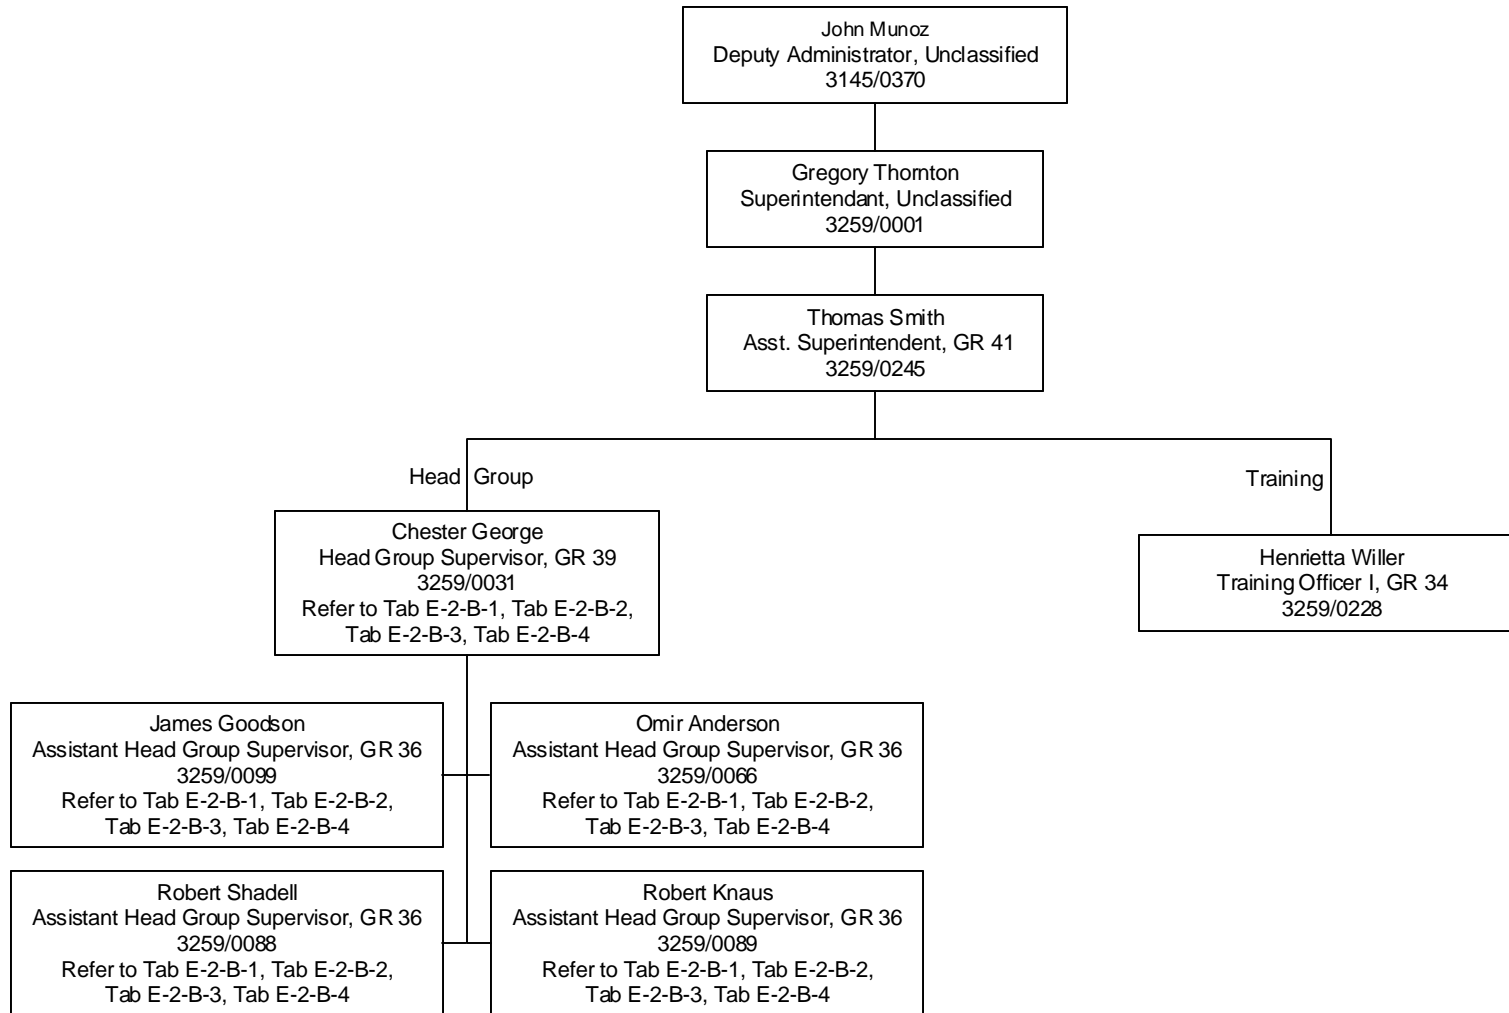 John Munoz
Deputy Administrator, Unclassified
3145/0370
Gregory Thornton
Superintendant, Unclassified
3259/0001
Thomas Smith
Asst. Superintendent, GR 41
3259/0245
Head Group
Training
Chester George
Head Group Supervisor, GR 39
3259/0031
Refer to Tab E-2-B-1, Tab E-2-B-2,
Tab E-2-B-3, Tab E-2-B-4
Henrietta Willer
Training Officer I, GR 34
3259/0228
James Goodson
Assistant Head Group Supervisor, GR 36
3259/0099
Refer to Tab E-2-B-1, Tab E-2-B-2,
Tab E-2-B-3, Tab E-2-B-4
Omir Anderson
Assistant Head Group Supervisor, GR 36
3259/0066
Refer to Tab E-2-B-1, Tab E-2-B-2,
Tab E-2-B-3, Tab E-2-B-4
Robert Shadell
Assistant Head Group Supervisor, GR 36
3259/0088
Refer to Tab E-2-B-1, Tab E-2-B-2,
Tab E-2-B-3, Tab E-2-B-4
Robert Knaus
Assistant Head Group Supervisor, GR 36
3259/0089
Refer to Tab E-2-B-1, Tab E-2-B-2,
Tab E-2-B-3, Tab E-2-B-4